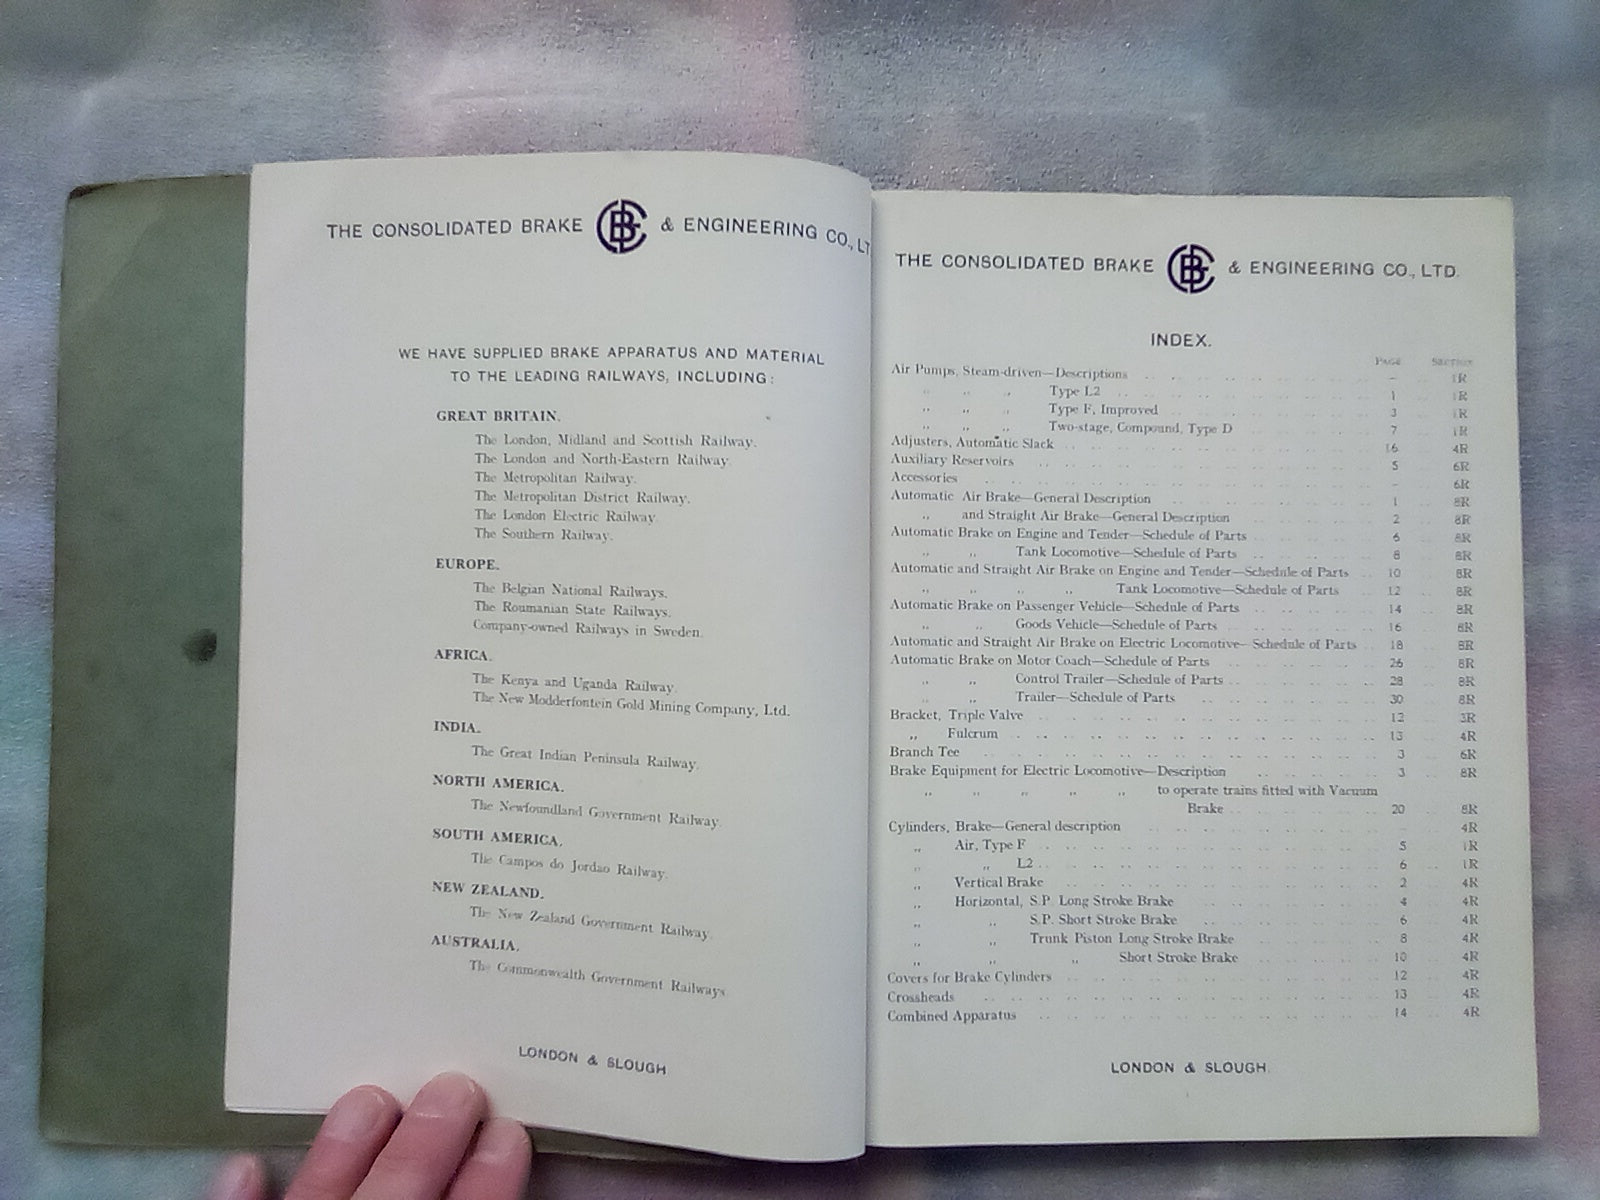 THE CONSOLIDATED BRAKE CBE & ENGINEERING CO., LT
WE HAVE SUPPLIED BRAKE APPARATUS AND MATERIAL
TO THE LEADING RAILWAYS, INCLUDING:
GREAT BRITAIN.
The London, Midland and Scottish Railway.
The London and North-Eastern Railway.
The Metropolitan Railway.
The Metropolitan District Railway.
The London Electric Railway.
The Southern Railway.
EUROPE.
The Belgian National Railways.
The Roumanian State Railways.
Company-owned Railways in Sweden.
AFRICA.
The Kenya and Uganda Railway.
The New Modderfontein Gold Mining Company, Ltd.
INDIA.
The Great Indian Peninsula Railway.
NORTH AMERICA.
The Newfoundland Government Railway.
SOUTH AMERICA.
The Campos do Jordao Railway.
NEW ZEALAND.
The New Zealand Government Railway.
AUSTRALIA.
The Commonwealth Government Railways
LONDON & SLOUGH
THE CONSOLIDATED BRAKE CBE & ENGINEERING CO., LTD.
INDEX.
PAGE SECTION
Air Pumps, Steam-driven—Descriptions .. – 1R
„ „ „ Type L2 .. 1 1R
„ „ „ Type F, Improved .. 3 1R
„ „ „ Two-stage, Compound, Type D .. 7 1R
Adjusters, Automatic Slack .. 16 4R
Auxiliary Reservoirs .. 5 6R
Accessories .. – 6R
Automatic Air Brake—General Description .. 1 8R
„ and Straight Air Brake—General Description .. 2 8R
Automatic Brake on Engine and Tender—Schedule of Parts .. 6 8R
„ „ Tank Locomotive—Schedule of Parts .. 8 8R
Automatic and Straight Air Brake on Engine and Tender—Schedule of Parts .. 10 8R
„ „ „ „ Tank Locomotive—Schedule of Parts .. 12 8R
Automatic Brake on Passenger Vehicle—Schedule of Parts .. 14 8R
„ „ Goods Vehicle—Schedule of Parts .. 16 8R
Automatic and Straight Air Brake on Electric Locomotive—Schedule of Parts .. 18 8R
Automatic Brake on Motor Coach—Schedule of Parts .. 26 8R
„ „ Control Trailer—Schedule of Parts .. 28 8R
„ „ Trailer—Schedule of Parts .. 30 8R
Bracket, Triple Valve .. 12 3R
„ Fulcrum .. 13 4R
Branch Tee .. 3 6R
Brake Equipment for Electric Locomotive—Description .. 3 8R
„ „ „ „ „ to operate trains fitted with Vacuum
Brake .. 20 8R
Cylinders, Brake—General description .. – 4R
„ Air, Type F .. 5 1R
„ „ L2 .. 6 1R
„ Vertical Brake .. 2 4R
„ Horizontal, S.P. Long Stroke Brake .. 4 4R
„ „ S.P. Short Stroke Brake .. 6 4R
„ „ Trunk Piston Long Stroke Brake .. 8 4R
„ „ „ Short Stroke Brake .. 10 4R
Covers for Brake Cylinders .. 12 4R
Crossheads .. 13 4R
Combined Apparatus .. 14 4R
LONDON & SLOUGH.